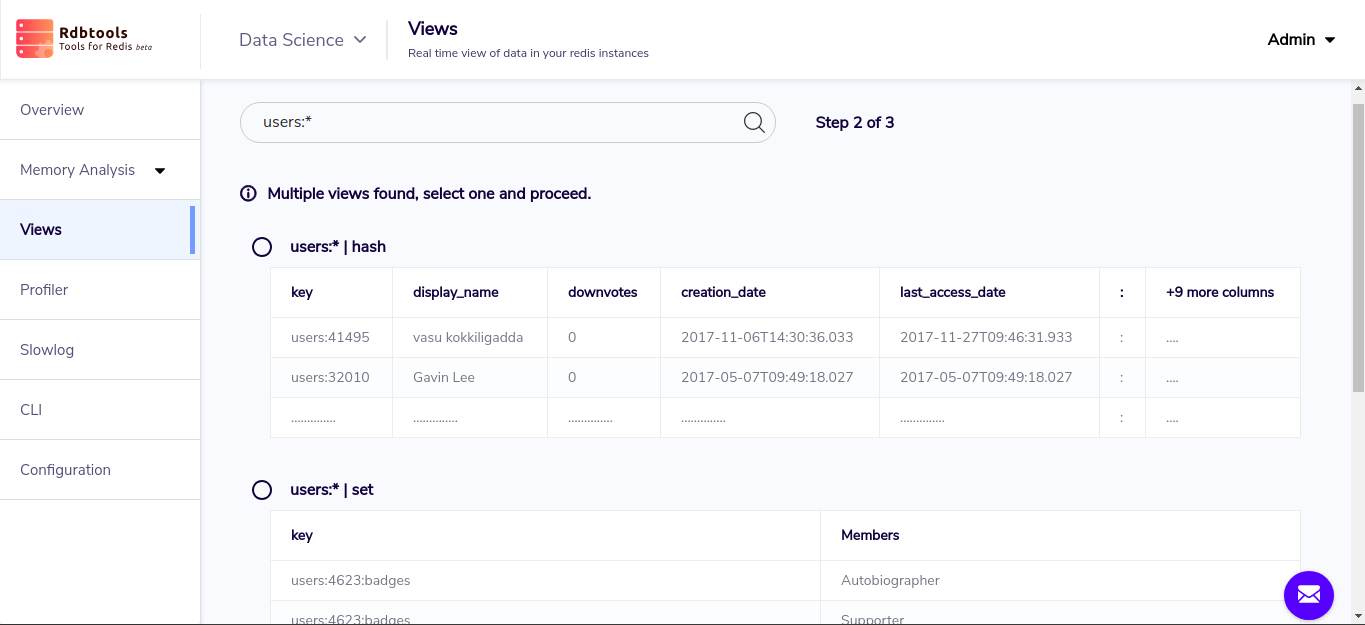 Rdbtools
Tools for Redis beta
Data Science
Views
Real time view of data in your redis instances
Admin
Overview
Memory Analysis
Views
Profiler
Slowlog
CLI
Configuration
users:*
Step 2 of 3
Multiple views found, select one and proceed.
users:* | hash
key display_name downvotes creation_date last_access_date : +9 more columns
users:41495 vasu kokkiligadda 0 2017-11-06T14:30:36.033 2017-11-27T09:46:31.933 : ....
users:32010 Gavin Lee 0 2017-05-07T09:49:18.027 2017-05-07T09:49:18.027 : ....
.............. .............. .............. .............. .............. : ....
users:* | set
key Members
users:4623:badges Autobiographer
users:4623:badges Supporter